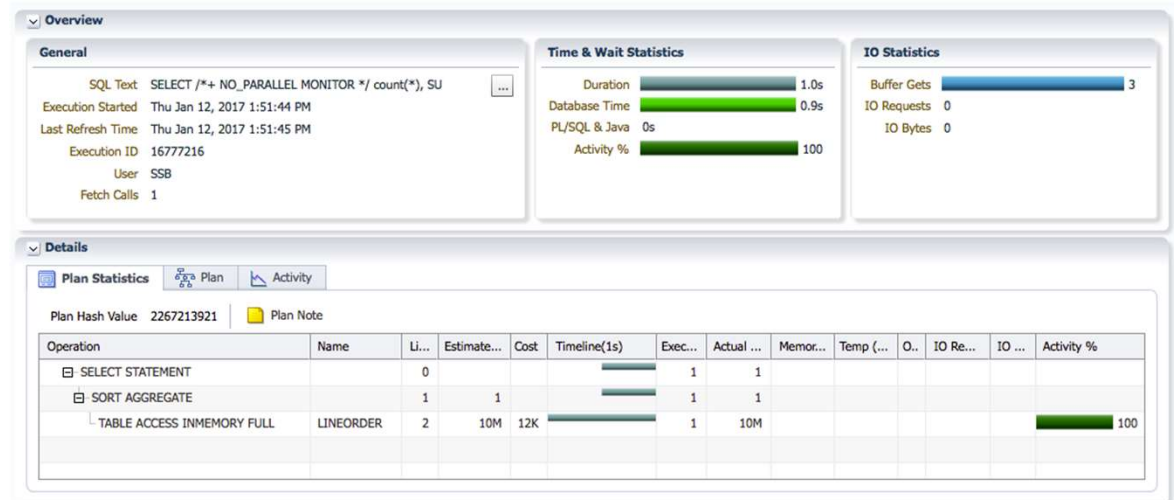 Overview
General
SQL Text SELECT /*+ NO_PARALLEL MONITOR */ count(*), SU ...
Execution Started Thu Jan 12, 2017 1:51:44 PM
Last Refresh Time Thu Jan 12, 2017 1:51:45 PM
Execution ID 16777216
User SSB
Fetch Calls 1
Time & Wait Statistics
Duration 1.0s
Database Time 0.9s
PL/SQL & Java 0s
Activity % 100
IO Statistics
Buffer Gets 3
IO Requests 0
IO Bytes 0
Details
Plan Statistics Plan Activity
Plan Hash Value 2267213921 Plan Note
Operation Name Li... Estimate... Cost Timeline(1s) Exec... Actual ... Memor... Temp (... O.. IO Re... IO ... Activity %
SELECT STATEMENT 0 1 1
SORT AGGREGATE 1 1 1 1
TABLE ACCESS INMEMORY FULL LINEORDER 2 10M 12K 1 10M 100